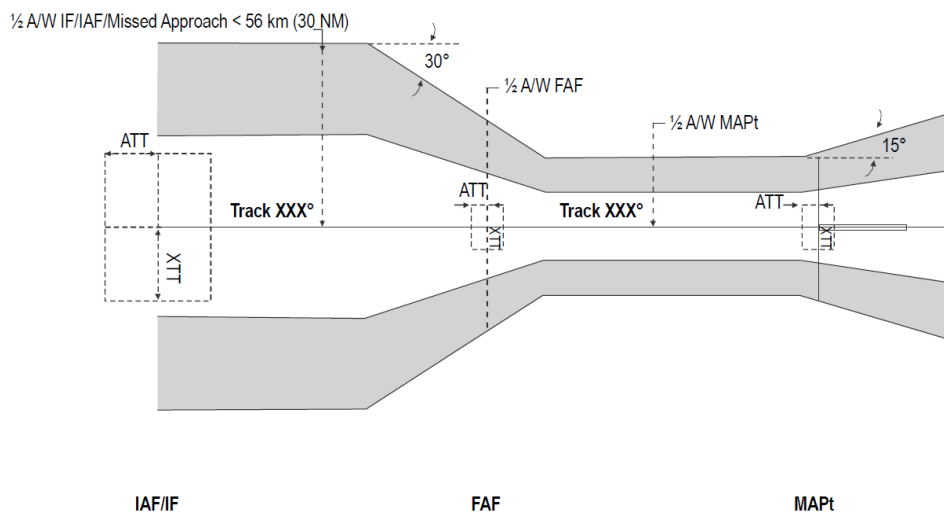 ½ A/W IF/IAF/Missed Approach < 56 km (30 NM)
30°
½ A/W FAF
½ A/W MAPt
15°
ATT
ATT
ATT
Track XXX°
Track XXX°
XTT
XTT
XTT
IAF/IF
FAF
MAPt